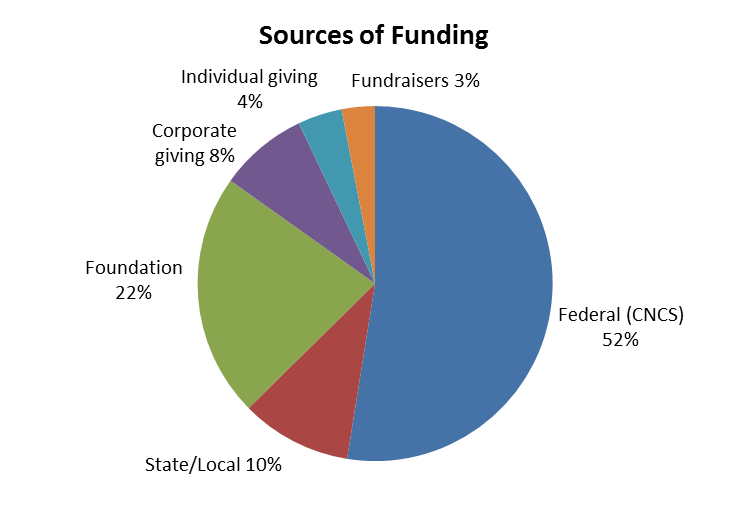 Sources of Funding
Individual giving
4%
Fundraisers 3%
Corporate
giving 8%
Foundation
22%
Federal (CNCS)
52%
State/Local 10%